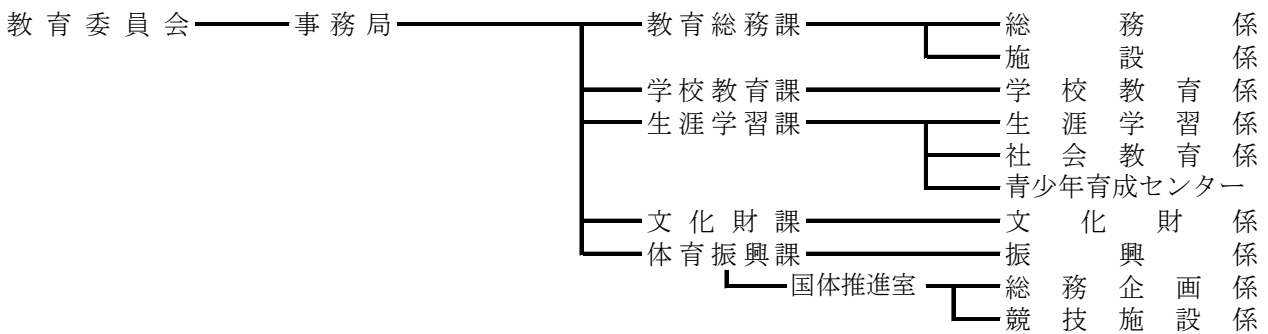 教育委員会 事務局 教育総務課 総務係
施設係
学校教育課 学校教育係
生涯学習課 生涯学習係
社会教育係
青少年育成センター
文化財課 文化財係
体育振興課 振興係
国体推進室 総務企画係
競技施設係